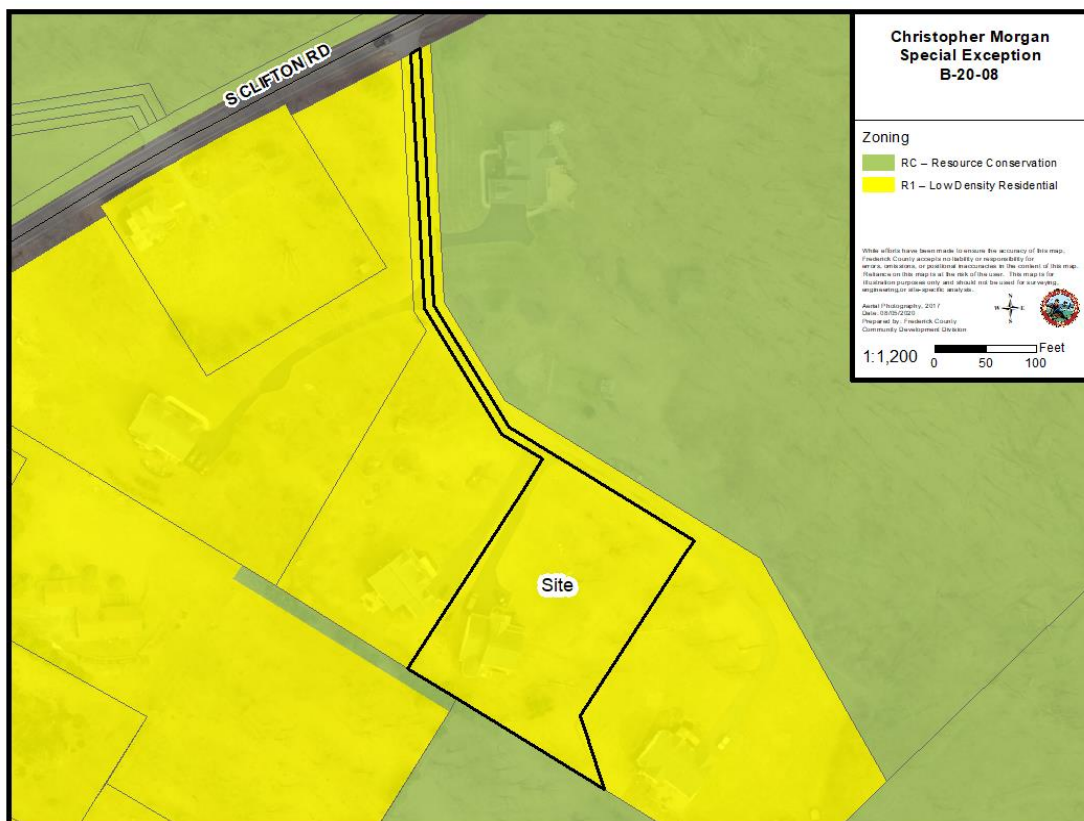 S CLIFTON RD
Site
Christopher Morgan
Special Exception
B-20-08
Zoning
RC – Resource Conservation
R1 – Low Density Residential
While efforts have been made to ensure the accuracy of this map,
Frederick County accepts no liability or responsibility for
errors, omissions, or positional inaccuracies in the content of this map.
Reliance on this map is at the risk of the user. This map is for
illustration purposes only and should not be used for surveying,
engineering, or site-specific analysis.
Aerial Photography, 2017
Date: 08/05/2020
Prepared by: Frederick County
Community Development Division
N
W E
S
1:1,200
Feet
0 50 100